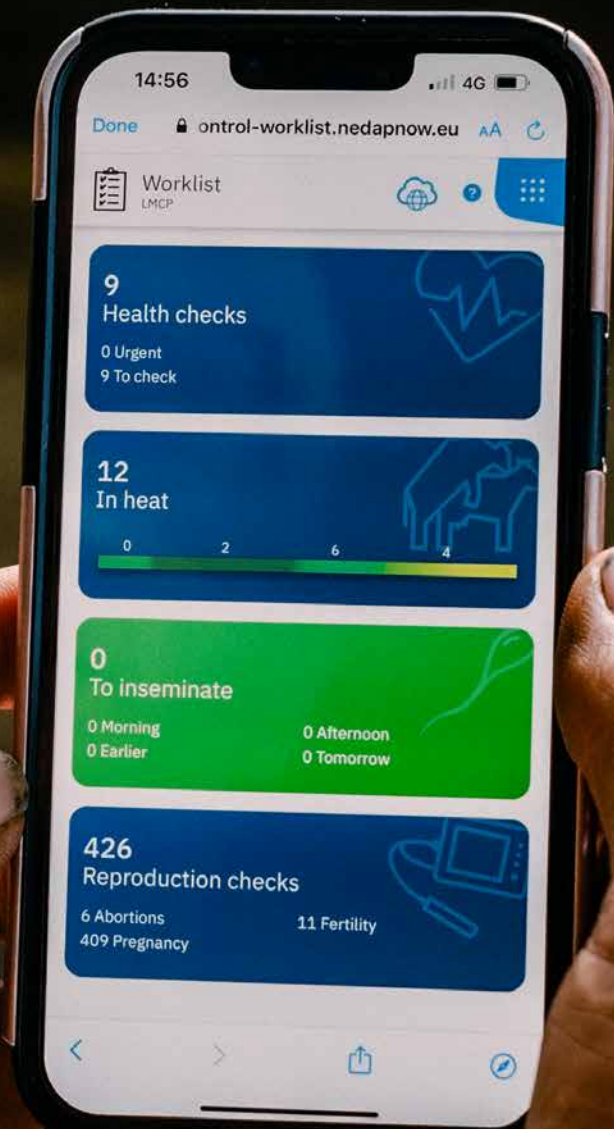 14:56
4G
Done
ontrol-worklist.nedapnow.eu
AA
Worklist
LMCP
?
9
Health checks
0 Urgent
9 To check
12
In heat
0 2 6 4
0
To inseminate
0 Morning 0 Afternoon
0 Earlier 0 Tomorrow
426
Reproduction checks
6 Abortions 11 Fertility
409 Pregnancy